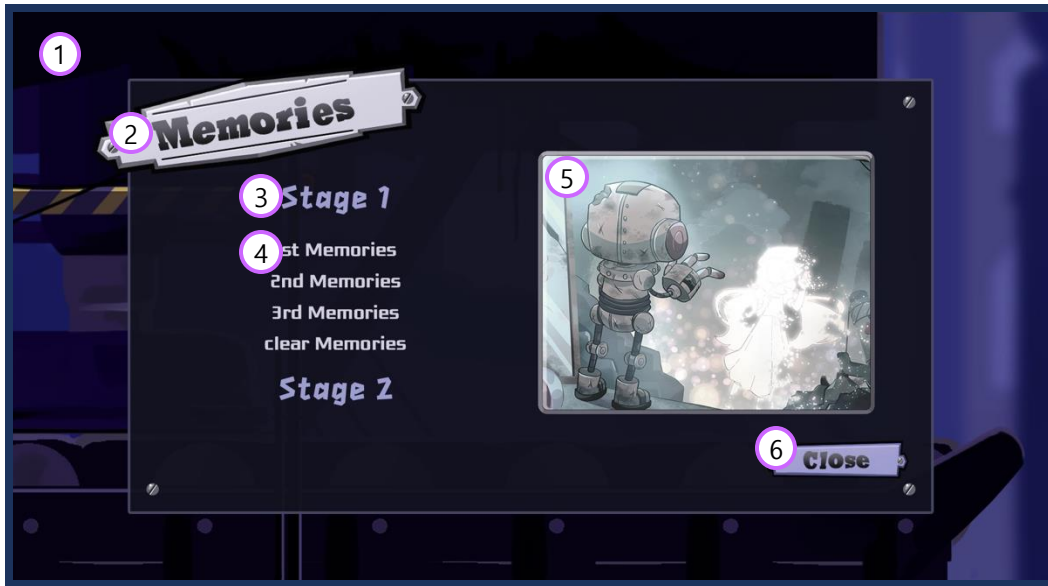 1
2
Memories
3
Stage 1
4
st Memories
2nd Memories
3rd Memories
clear Memories
Stage 2
5
6
Close